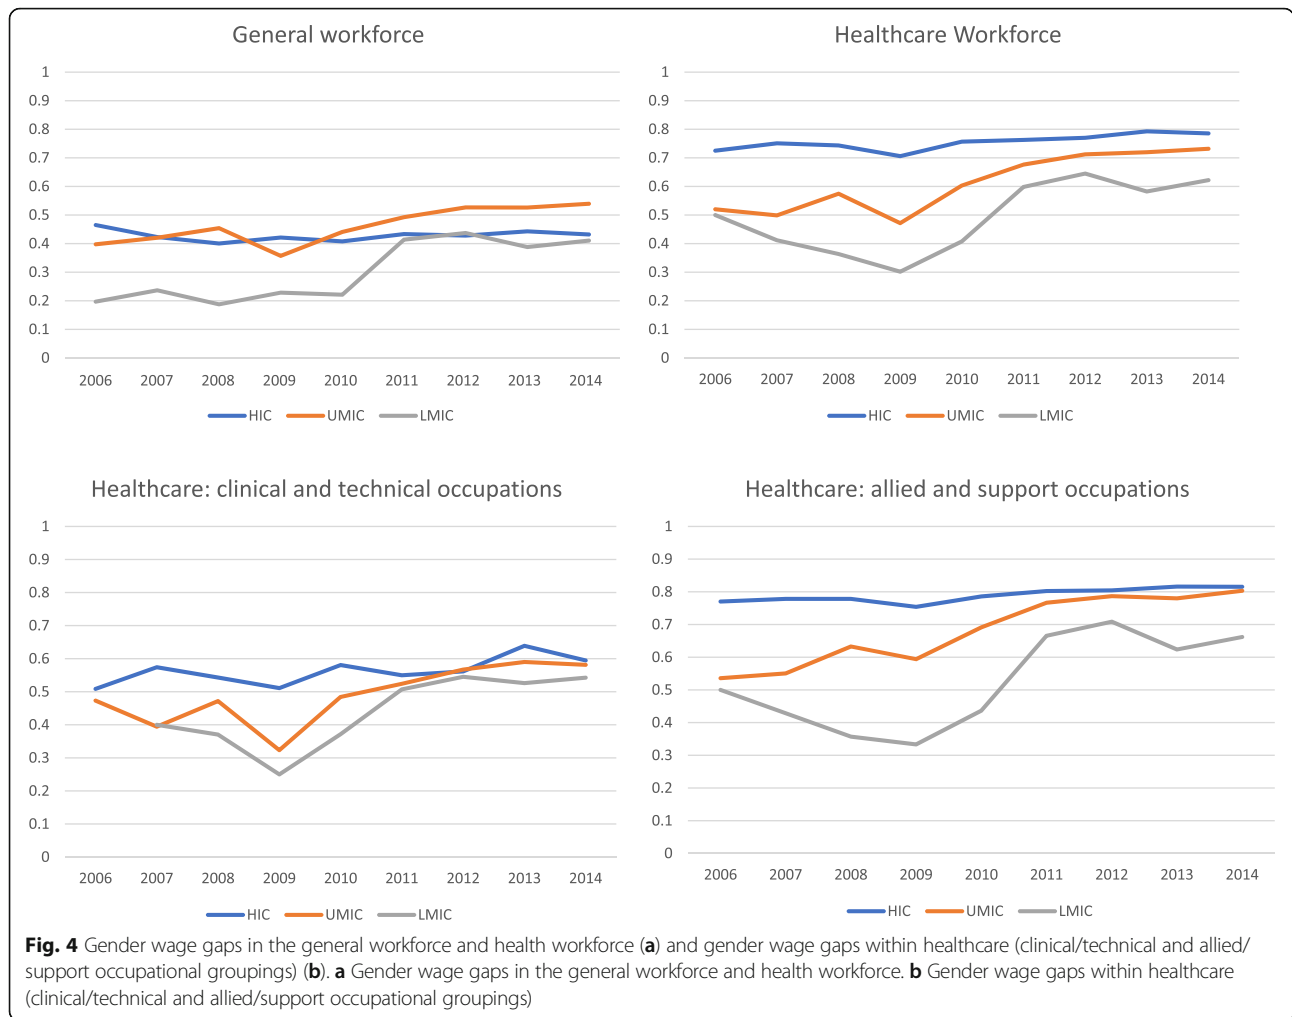 General workforce
1
0.9
0.8
0.7
0.6
0.5
0.4
0.3
0.2
0.1
0
2006 2007 2008 2009 2010 2011 2012 2013 2014
HIC UMIC LMIC
Healthcare Workforce
1
0.9
0.8
0.7
0.6
0.5
0.4
0.3
0.2
0.1
0
2006 2007 2008 2009 2010 2011 2012 2013 2014
HIC UMIC LMIC
Healthcare: clinical and technical occupations
1
0.9
0.8
0.7
0.6
0.5
0.4
0.3
0.2
0.1
0
2006 2007 2008 2009 2010 2011 2012 2013 2014
HIC UMIC LMIC
Healthcare: allied and support occupations
1
0.9
0.8
0.7
0.6
0.5
0.4
0.3
0.2
0.1
0
2006 2007 2008 2009 2010 2011 2012 2013 2014
HIC UMIC LMIC
Fig. 4 Gender wage gaps in the general workforce and health workforce (a) and gender wage gaps within healthcare (clinical/technical and allied/
support occupational groupings) (b). a Gender wage gaps in the general workforce and health workforce. b Gender wage gaps within healthcare
(clinical/technical and allied/support occupational groupings)